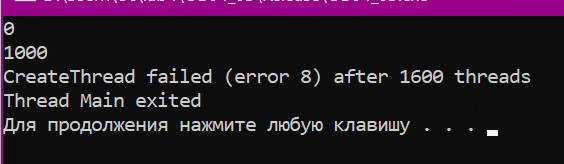 0
1000
CreateThread failed (error 8) after 1600 threads
Thread Main exited
Для продолжения нажмите любую клавишу . . .